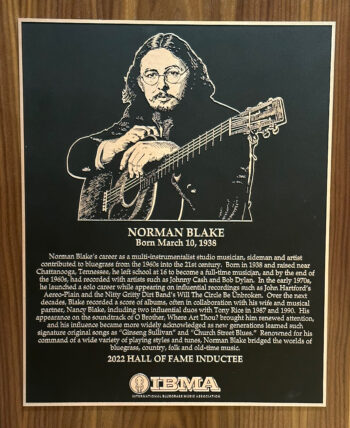 NORMAN BLAKE
Born March 10, 1938
Norman Blake's career as a multi-instrumentalist studio musician, sideman and artist
contributed to bluegrass from the 1960s into the 21st century. Born in 1938 and raised near
Chattanooga, Tennessee, he left school at 16 to become a full-time musician, and by the end of
the 1960s, had recorded with artists such as Johnny Cash and Bob Dylan. In the early 1970s,
he launched a solo career while appearing on influential recordings such as John Hartford's
Aereo-Plain and the Nitty Gritty Dirt Band's Will The Circle Be Unbroken. Over the next
decades, Blake recorded a score of albums, often in collaboration with his wife and musical
partner, Nancy Blake, including two influential duos with Tony Rice in 1987 and 1990. His
appearance on the soundtrack of O Brother, Where Art Thou? brought him renewed attention,
and his influence became more widely acknowledged as new generations learned such
signature original songs as "Ginseng Sullivan" and "Church Street Blues." Renowned for his
command of a wide variety of playing styles and tunes, Norman Blake bridged the worlds of
bluegrass, country, folk and old-time music.
2022 HALL OF FAME INDUCTEE
IBMA
INTERNATIONAL BLUEGRASS MUSIC ASSOCIATION